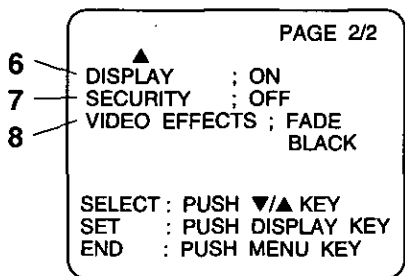 PAGE 2/2
▲
6 DISPLAY ; ON
7 SECURITY ; OFF
8 VIDEO EFFECTS ; FADE
BLACK
SELECT : PUSH ▼/▲ KEY
SET : PUSH DISPLAY KEY
END : PUSH MENU KEY